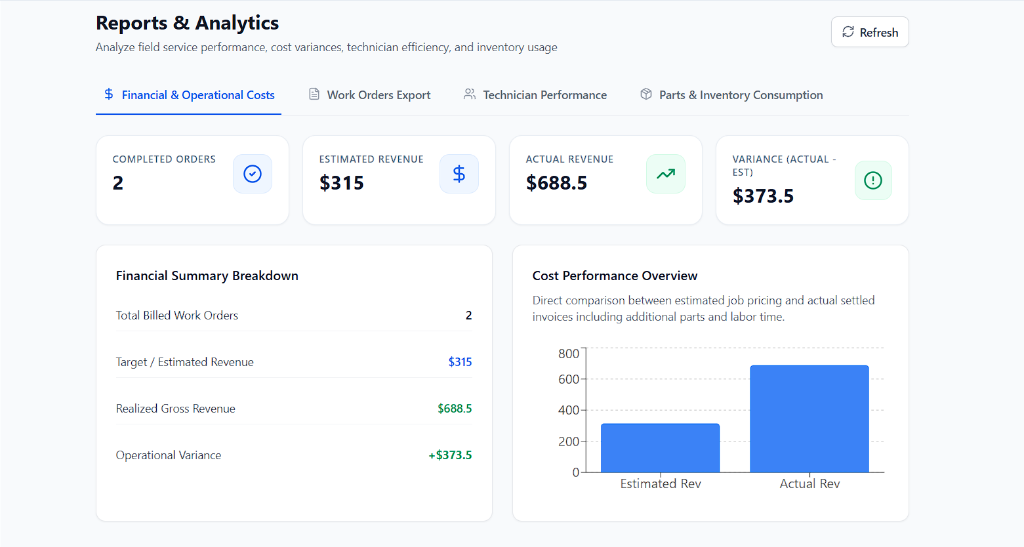 Reports & Analytics
Analyze field service performance, cost variances, technician efficiency, and inventory usage
Refresh
Financial & Operational Costs
Work Orders Export
Technician Performance
Parts & Inventory Consumption
COMPLETED ORDERS
2
ESTIMATED REVENUE
$315
ACTUAL REVENUE
$688.5
VARIANCE (ACTUAL -
EST)
$373.5
Financial Summary Breakdown
Total Billed Work Orders 2
Target / Estimated Revenue $315
Realized Gross Revenue $688.5
Operational Variance +$373.5
Cost Performance Overview
Direct comparison between estimated job pricing and actual settled
invoices including additional parts and labor time.
800
600
400
200
0
Estimated Rev
Actual Rev